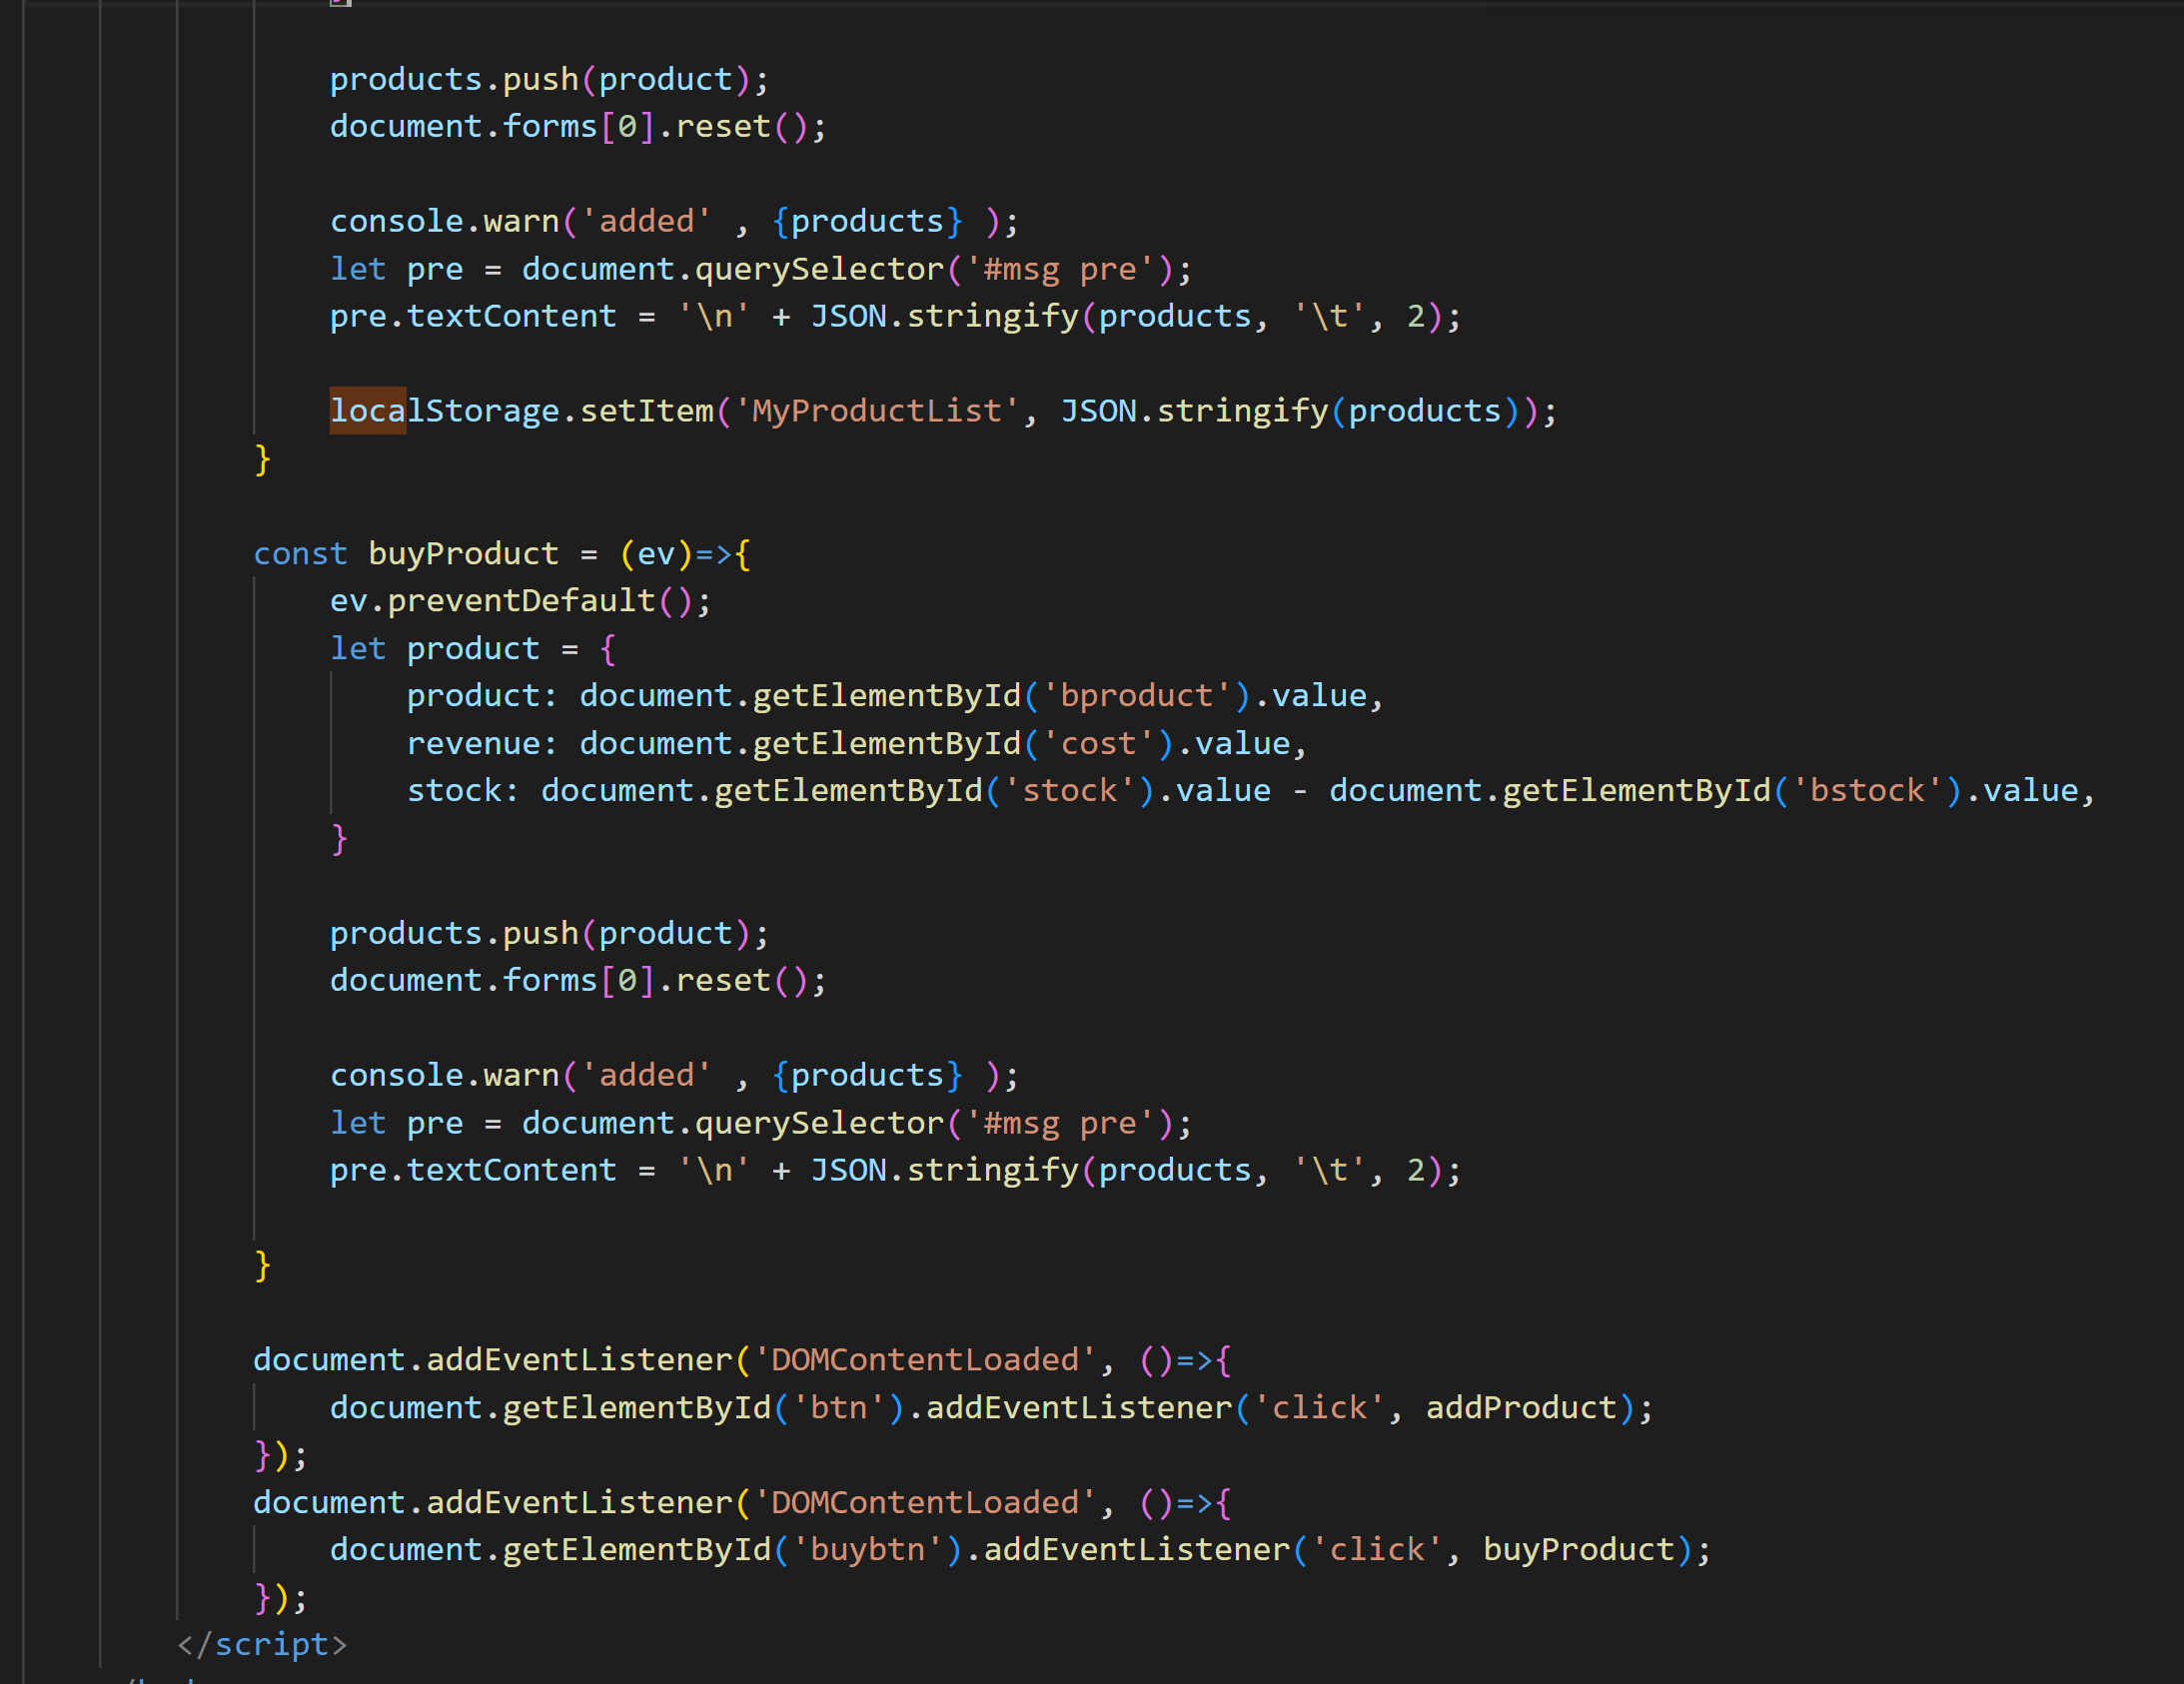 products.push(product);
document.forms[0].reset();
console.warn('added' , {products} );
let pre = document.querySelector('#msg pre');
pre.textContent = '\n' + JSON.stringify(products, '\t', 2);
localStorage.setItem('MyProductList', JSON.stringify(products));
}
const buyProduct = (ev)=>{
ev.preventDefault();
let product = {
product: document.getElementById('bproduct').value,
revenue: document.getElementById('cost').value,
stock: document.getElementById('stock').value - document.getElementById('bstock').value,
}
products.push(product);
document.forms[0].reset();
console.warn('added' , {products} );
let pre = document.querySelector('#msg pre');
pre.textContent = '\n' + JSON.stringify(products, '\t', 2);
}
document.addEventListener('DOMContentLoaded', ()=>{
document.getElementById('btn').addEventListener('click', addProduct);
});
document.addEventListener('DOMContentLoaded', ()=>{
document.getElementById('buybtn').addEventListener('click', buyProduct);
});
</script>